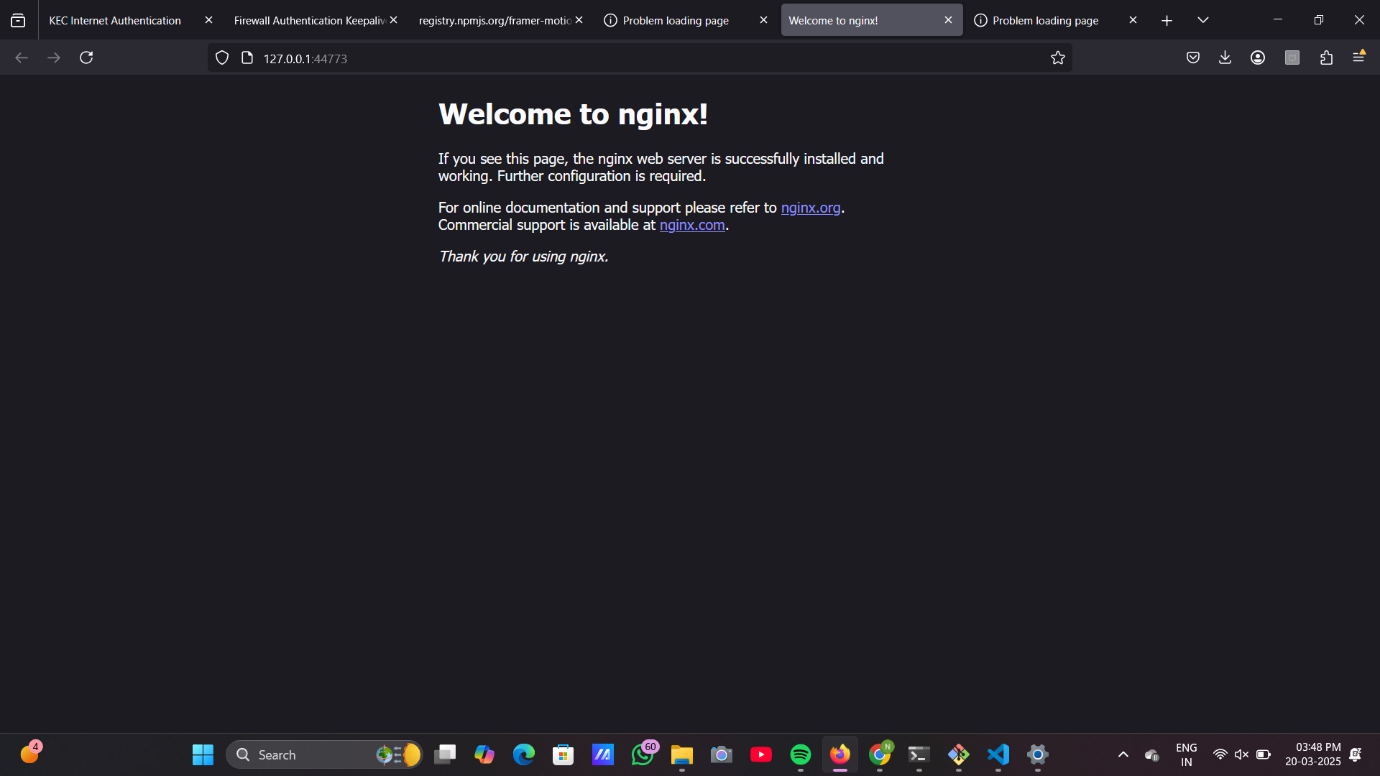 KEC Internet Authentication
Firewall Authentication Keepaliv
registry.npmjs.org/framer-motio
Problem loading page
Welcome to nginx!
Problem loading page
127.0.0.1:44773
Welcome to nginx!
If you see this page, the nginx web server is successfully installed and
working. Further configuration is required.
For online documentation and support please refer to nginx.org.
Commercial support is available at nginx.com.
Thank you for using nginx.
4
Search
60
N
ENG
IN
03:48 PM
20-03-2025